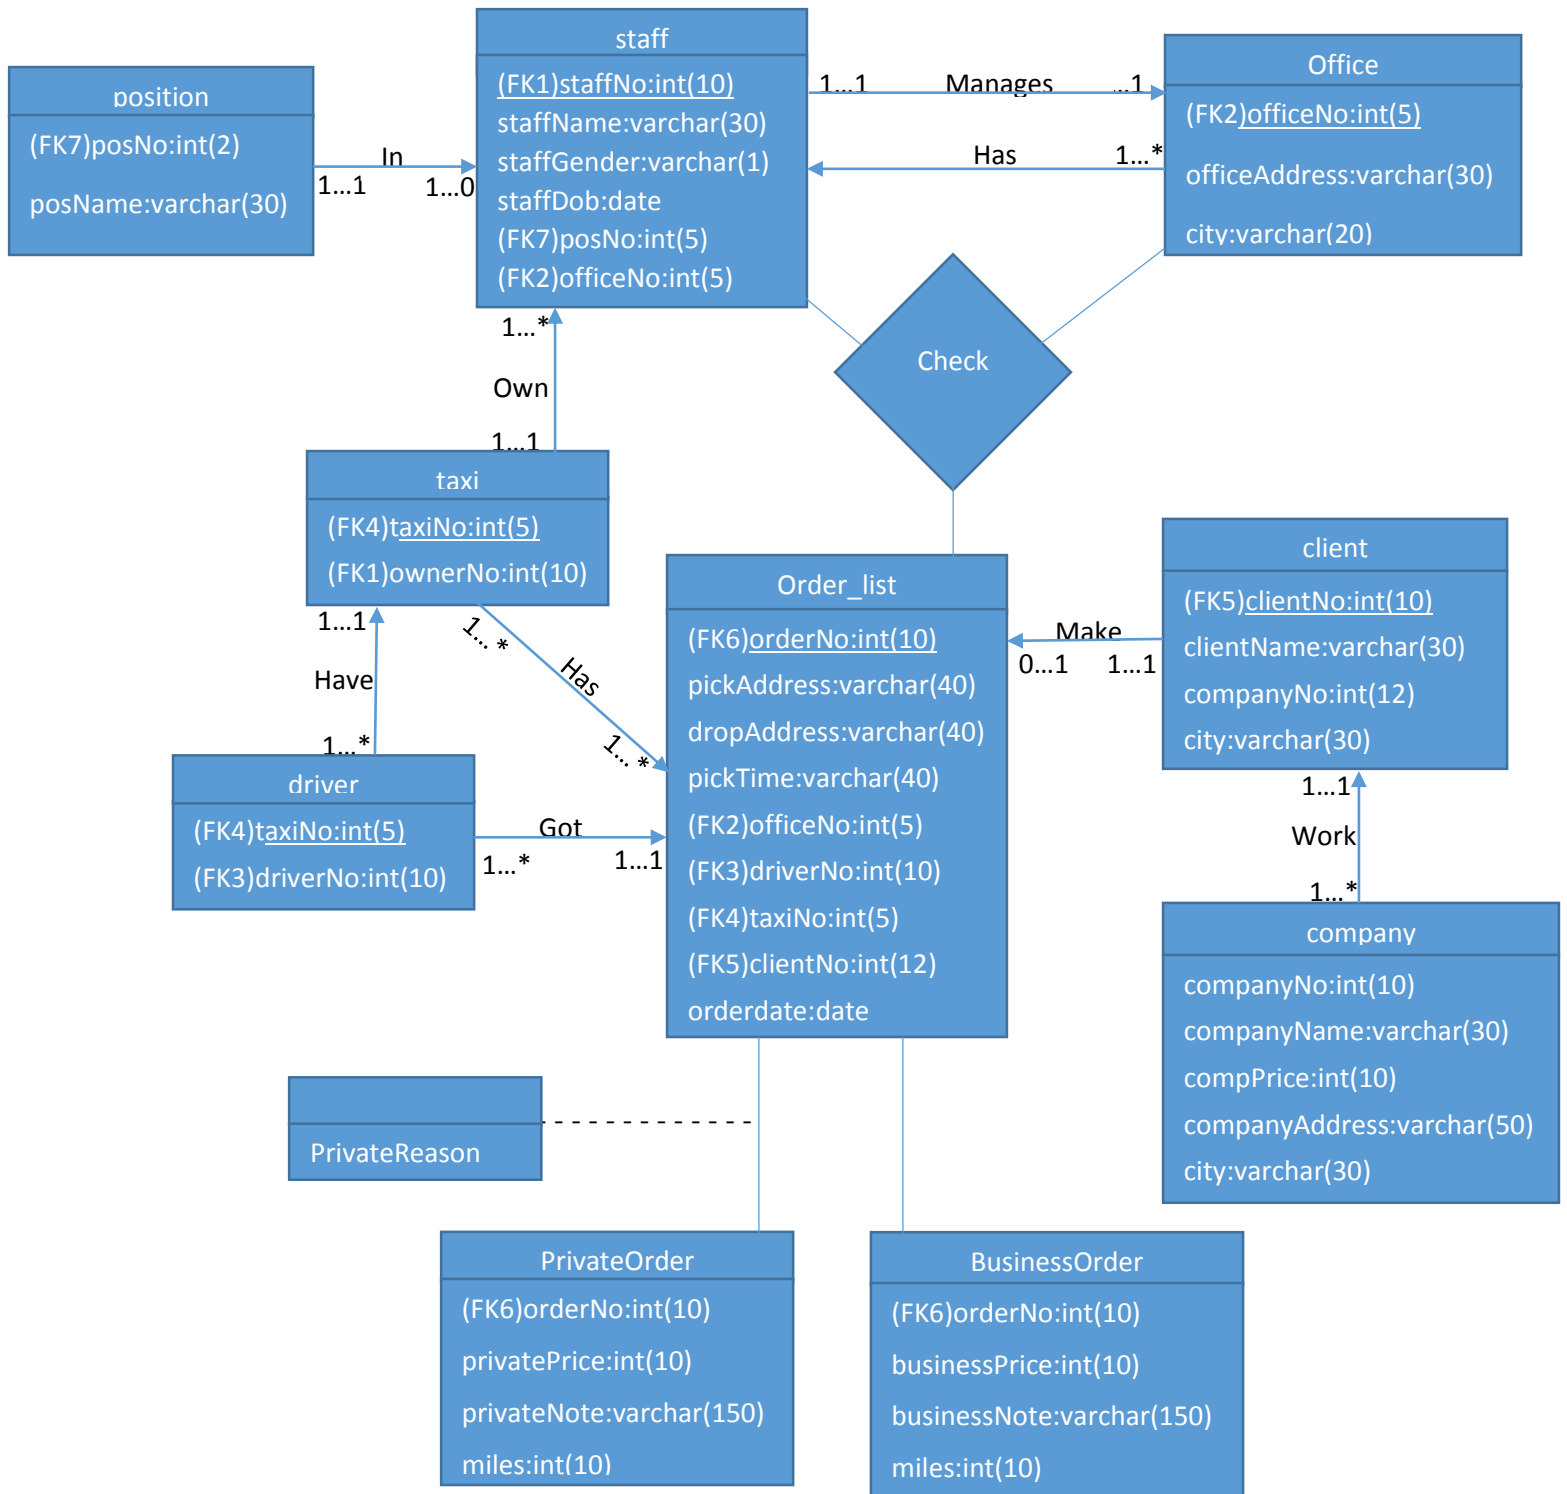 staff
(FK1)staffNo:int(10)
staffName:varchar(30)
staffGender:varchar(1)
staffDob:date
(FK7)posNo:int(5)
(FK2)officeNo:int(5)
Office
(FK2)officeNo:int(5)
officeAddress:varchar(30)
city:varchar(20)
position
(FK7)posNo:int(2)
posName:varchar(30)
1...1 Manages ...1
Has 1...*
In
1...1 1...0
Check
1...*
Own
1...1
taxi
(FK4)taxiNo:int(5)
(FK1)ownerNo:int(10)
1...1
Have
1...*
1... *
Has
1... *
driver
(FK4)taxiNo:int(5)
(FK3)driverNo:int(10)
Got
1...* 1...1
Order_list
(FK6)orderNo:int(10)
pickAddress:varchar(40)
dropAddress:varchar(40)
pickTime:varchar(40)
(FK2)officeNo:int(5)
(FK3)driverNo:int(10)
(FK4)taxiNo:int(5)
(FK5)clientNo:int(12)
orderdate:date
Make
0...1 1...1
client
(FK5)clientNo:int(10)
clientName:varchar(30)
companyNo:int(12)
city:varchar(30)
1...1
Work
1...*
company
companyNo:int(10)
companyName:varchar(30)
compPrice:int(10)
companyAddress:varchar(50)
city:varchar(30)
PrivateReason
PrivateOrder
(FK6)orderNo:int(10)
privatePrice:int(10)
privateNote:varchar(150)
miles:int(10)
BusinessOrder
(FK6)orderNo:int(10)
businessPrice:int(10)
businessNote:varchar(150)
miles:int(10)